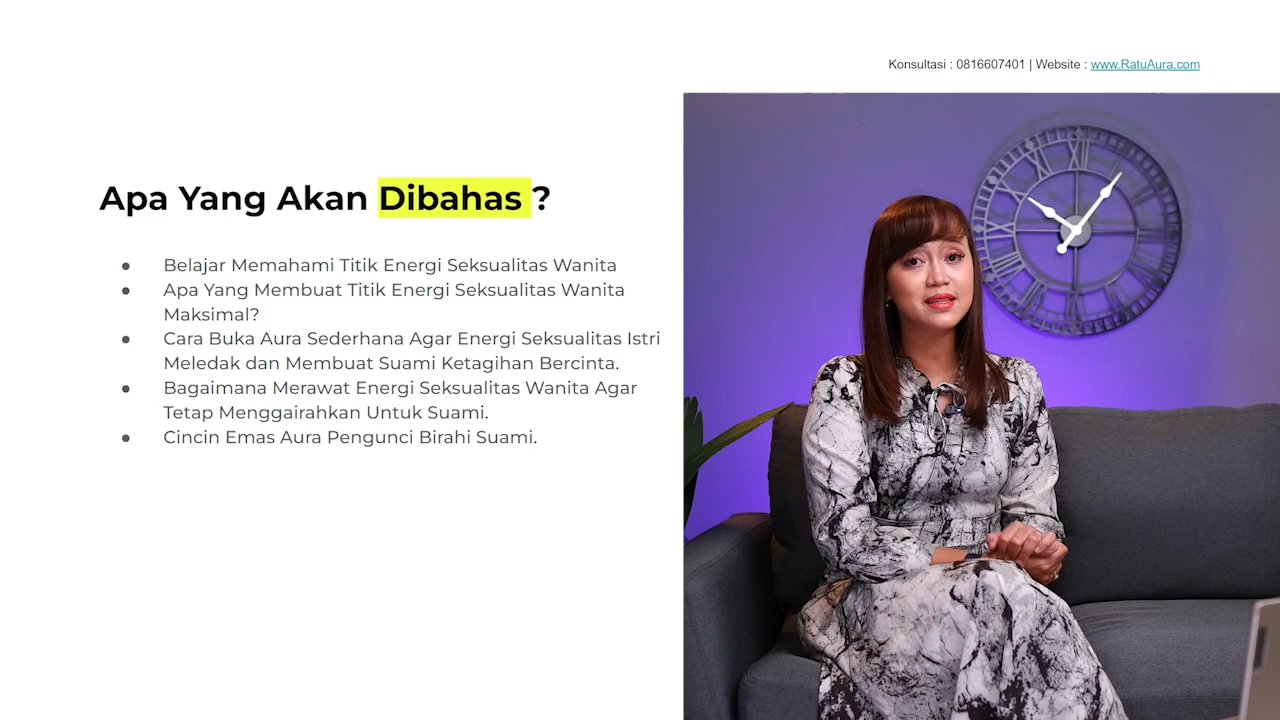 Konsultasi : 0816607401 | Website : www.RatuAura.com
Apa Yang Akan Dibahas ?
● Belajar Memahami Titik Energi Seksualitas Wanita
● Apa Yang Membuat Titik Energi Seksualitas Wanita
Maksimal?
● Cara Buka Aura Sederhana Agar Energi Seksualitas Istri
Meledak dan Membuat Suami Ketagihan Bercinta.
● Bagaimana Merawat Energi Seksualitas Wanita Agar
Tetap Menggairahkan Untuk Suami.
● Cincin Emas Aura Pengunci Birahi Suami.